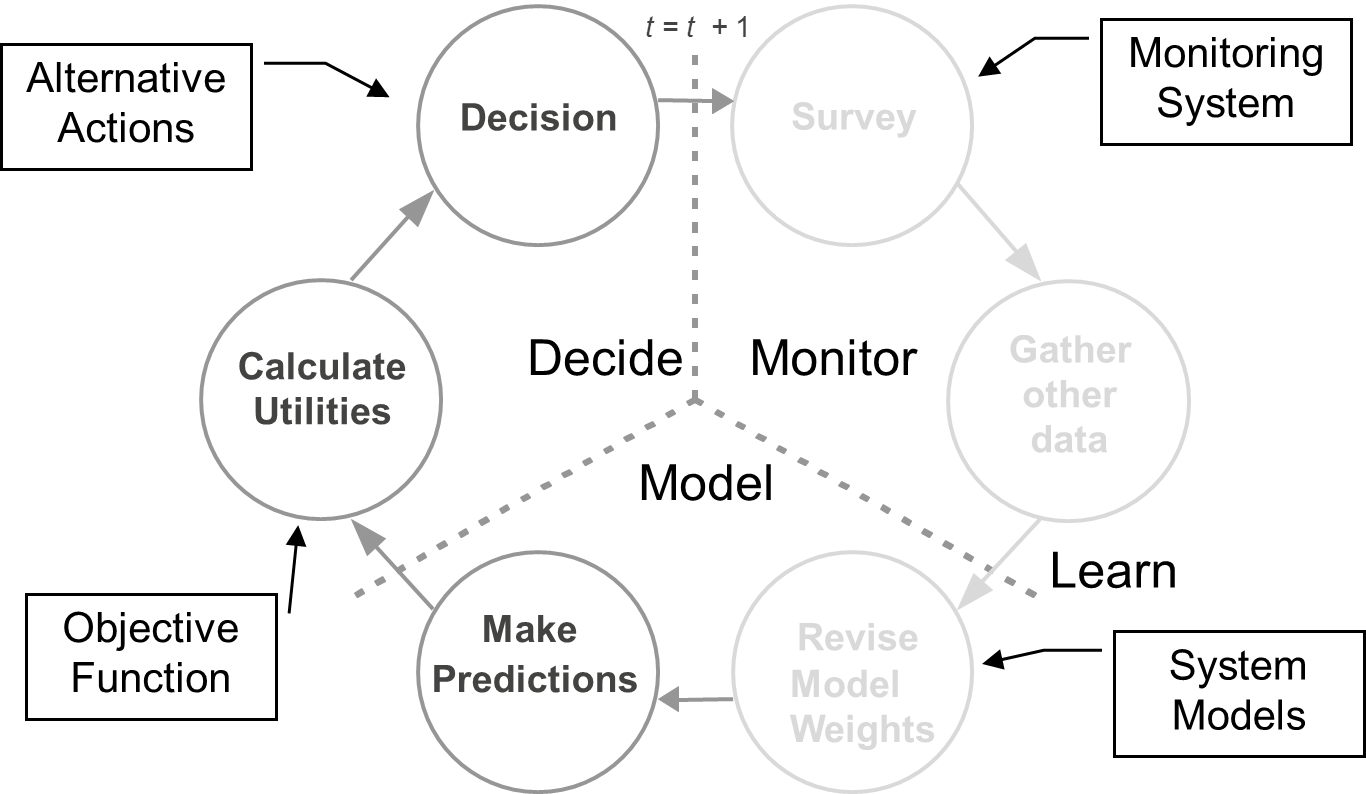 t = t + 1
Alternative
Actions
Decision
Survey
Monitoring
System
Calculate
Utilities
Decide
Monitor
Gather
other
data
Model
Learn
Objective
Function
Make
Predictions
Revise
Model
Weights
System
Models